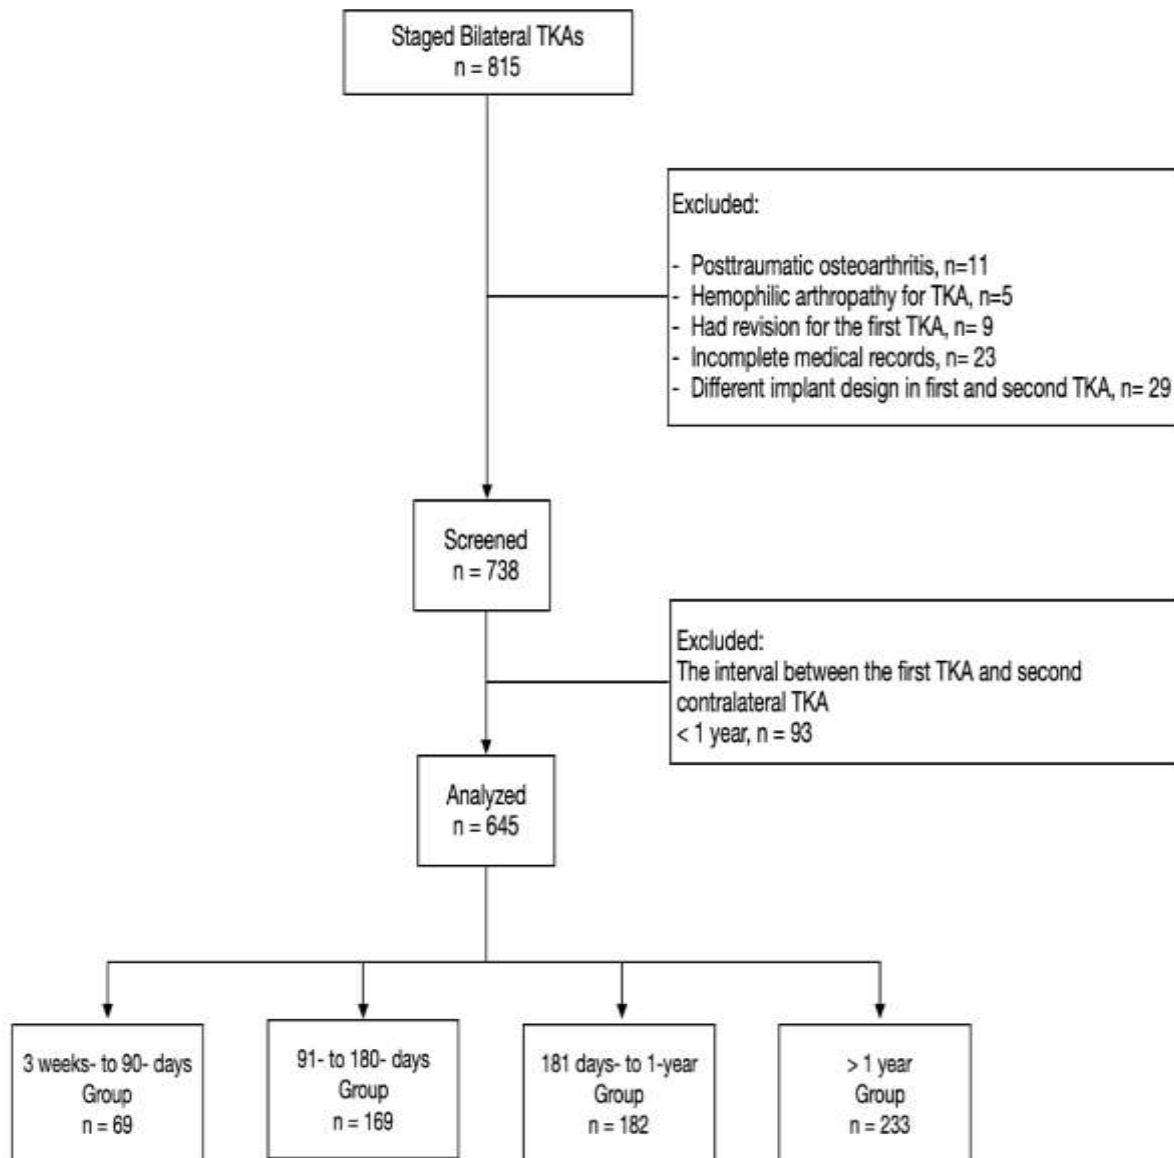 Staged Bilateral TKAs
n = 815
Excluded:
- Posttraumatic osteoarthritis, n=11
- Hemophilic arthropathy for TKA, n=5
- Had revision for the first TKA, n= 9
- Incomplete medical records, n= 23
- Different implant design in first and second TKA, n= 29
Screened
n = 738
Excluded:
The interval between the first TKA and second
contralateral TKA
< 1 year, n = 93
Analyzed
n = 645
3 weeks- to 90- days
Group
n = 69
91- to 180- days
Group
n = 169
181 days- to 1-year
Group
n = 182
> 1 year
Group
n = 233